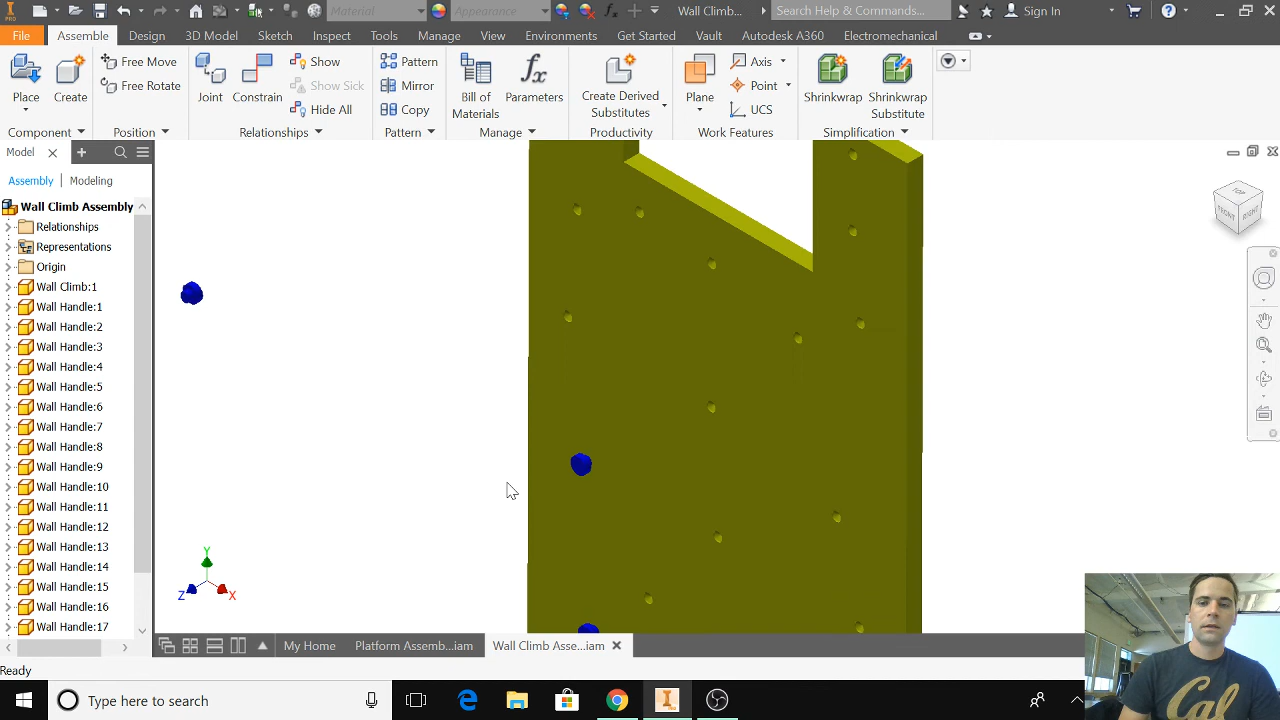 PRO
Material
Appearance
Wall Climb...
Search Help & Commands...
Sign In
File
Assemble
Design
3D Model
Sketch
Inspect
Tools
Manage
View
Environments
Get Started
Vault
Autodesk A360
Electromechanical
Place
Create
Free Move
Free Rotate
Joint
Constrain
Show
Show Sick
Hide All
Pattern
Mirror
Copy
Bill of
Materials
Parameters
Create Derived
Substitutes
Plane
Axis
Point
UCS
Shrinkwrap
Shrinkwrap
Substitute
Component
Position
Relationships
Pattern
Manage
Productivity
Work Features
Simplification
Model
Assembly
Modeling
Wall Climb Assembly
Relationships
Representations
Origin
Wall Climb:1
Wall Handle:1
Wall Handle:2
Wall Handle:3
Wall Handle:4
Wall Handle:5
Wall Handle:6
Wall Handle:7
Wall Handle:8
Wall Handle:9
Wall Handle:10
Wall Handle:11
Wall Handle:12
Wall Handle:13
Wall Handle:14
Wall Handle:15
Wall Handle:16
Wall Handle:17
TOP
FRONT
RIGHT
Y
Z
X
My Home
Platform Assemb...iam
Wall Climb Asse...iam
Ready
Type here to search
Cal